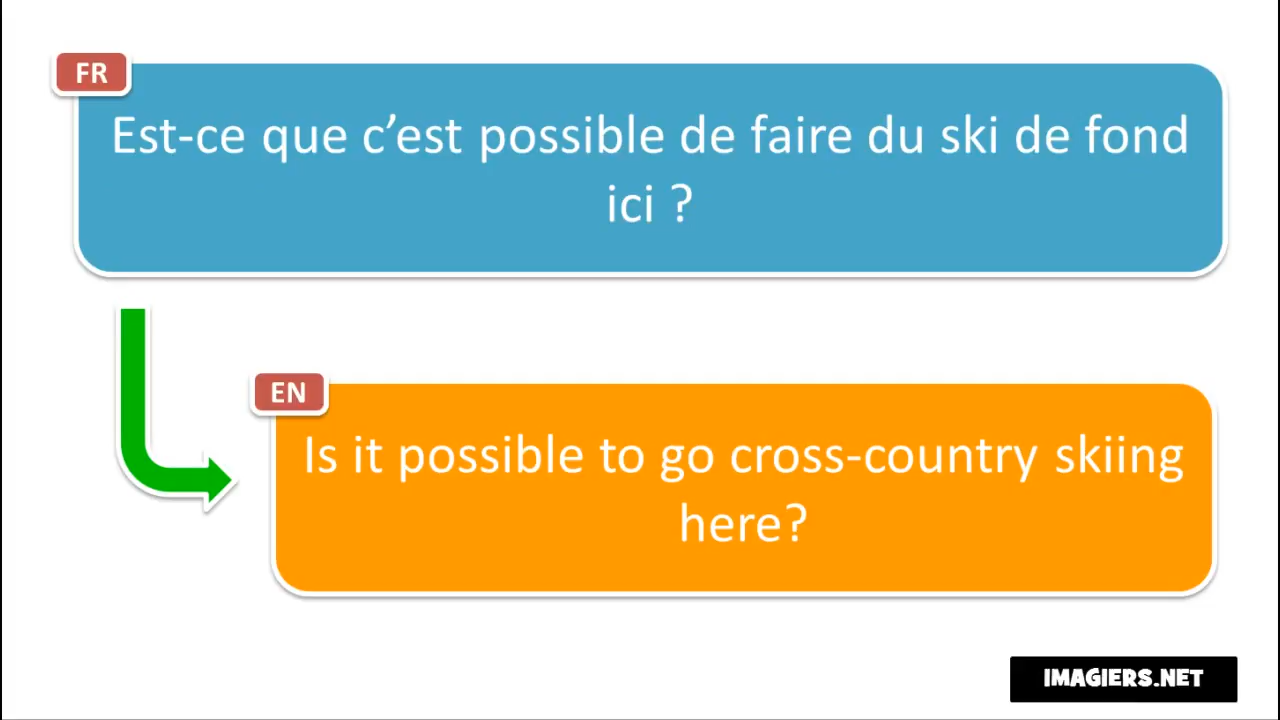 FR
Est-ce que c’est possible de faire du ski de fond
ici ?
EN
Is it possible to go cross-country skiing
here?
IMAGIERS.NET